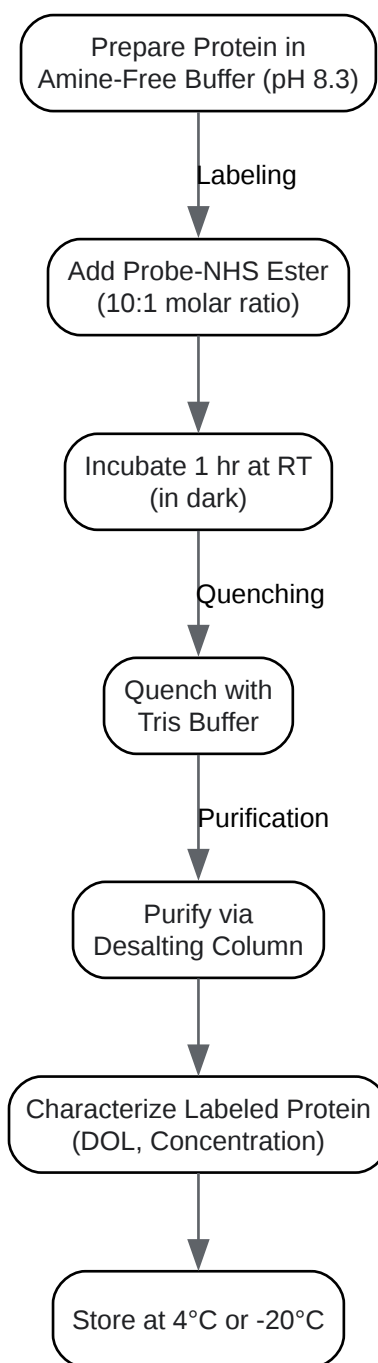 Prepare Protein in
Amine-Free Buffer (pH 8.3)
Labeling
Add Probe-NHS Ester
(10:1 molar ratio)
Incubate 1 hr at RT
(in dark)
Quenching
Quench with
Tris Buffer
Purification
Purify via
Desalting Column
Characterize Labeled Protein
(DOL, Concentration)
Store at 4°C or -20°C